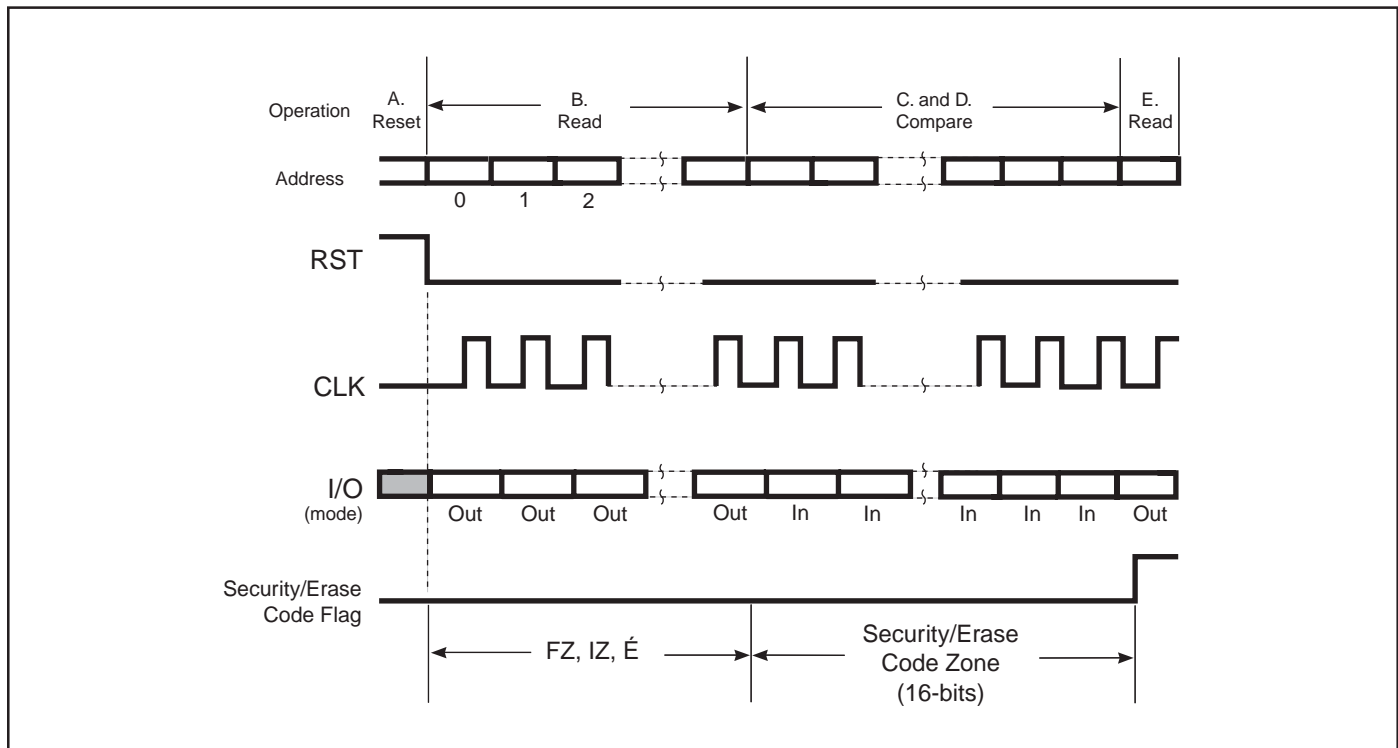 Operation
A.
Reset
B.
Read
C. and D.
Compare
E.
Read
Address
0 1 2
RST
CLK
I/O
(mode)
Out Out Out Out In In In In In Out
Security/Erase
Code Flag
FZ, IZ, É
Security/Erase
Code Zone
(16-bits)